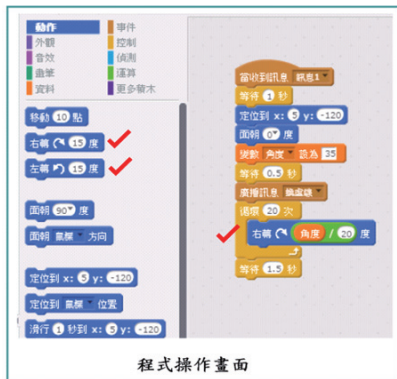 動作
外觀
音效
畫筆
資料
事件
控制
偵測
運算
更多積木
移動 10 點
右轉 15 度
左轉 15 度
面朝 90 度
面朝 鼠標 方向
定位到 x: 5 y: -120
定位到 鼠標 位置
滑行 1 秒到 x: 5 y: -120
當收到訊息 訊息1
等待 1 秒
定位到 x: 5 y: -120
面朝 0 度
變數 角度 設為 35
等待 0.5 秒
廣播訊息
循環 20 次
右轉 角度 / 20 度
等待 1.5 秒
程式操作畫面